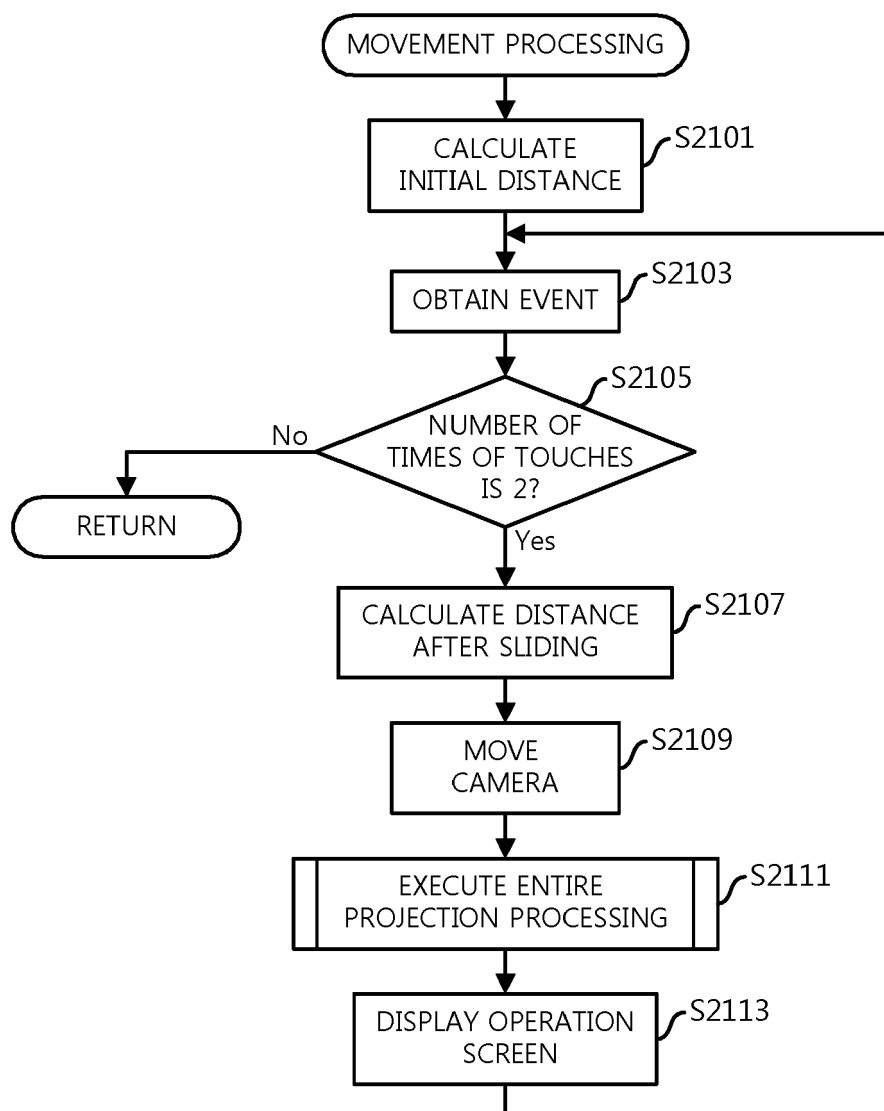 MOVEMENT PROCESSING
CALCULATE
INITIAL DISTANCE
S2101
OBTAIN EVENT
S2103
NUMBER OF
TIMES OF TOUCHES
IS 2?
S2105
No
RETURN
Yes
CALCULATE DISTANCE
AFTER SLIDING
S2107
MOVE
CAMERA
S2109
EXECUTE ENTIRE
PROJECTION PROCESSING
S2111
DISPLAY OPERATION
SCREEN
S2113